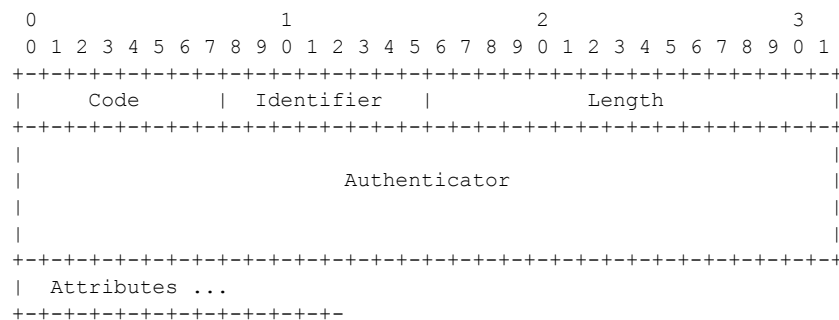 0                   1                   2                   3
 0 1 2 3 4 5 6 7 8 9 0 1 2 3 4 5 6 7 8 9 0 1 2 3 4 5 6 7 8 9 0 1
+-+-+-+-+-+-+-+-+-+-+-+-+-+-+-+-+-+-+-+-+-+-+-+-+-+-+-+-+-+-+-+-+
|     Code      |  Identifier   |            Length             |
+-+-+-+-+-+-+-+-+-+-+-+-+-+-+-+-+-+-+-+-+-+-+-+-+-+-+-+-+-+-+-+-+
|                                                               |
|                         Authenticator                         |
|                                                               |
|                                                               |
+-+-+-+-+-+-+-+-+-+-+-+-+-+-+-+-+-+-+-+-+-+-+-+-+-+-+-+-+-+-+-+-+
|  Attributes ...
+-+-+-+-+-+-+-+-+-+-+-+-+-